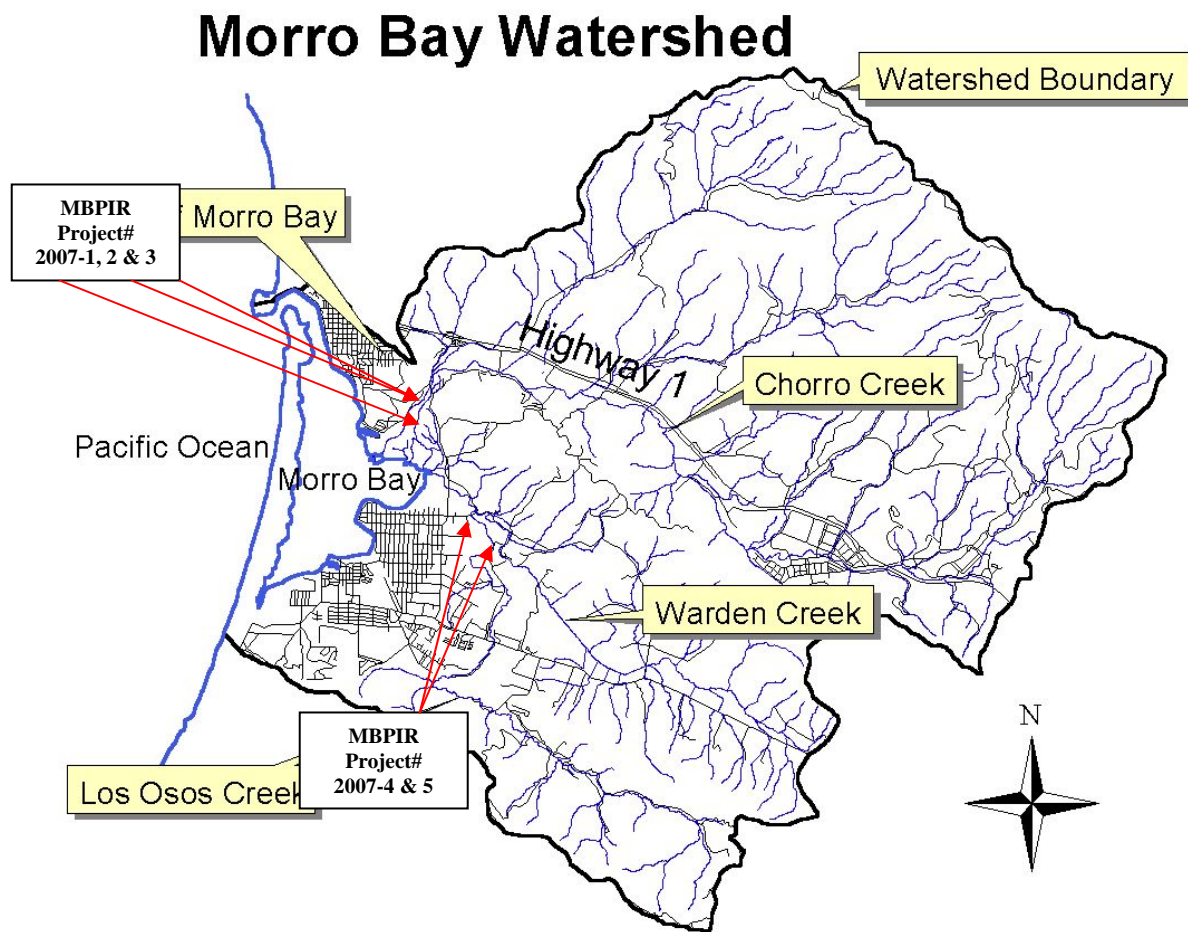 Morro Bay Watershed
Watershed Boundary
MBPIR
Project#
2007-1, 2 & 3
Morro Bay
Highway 1
Chorro Creek
Pacific Ocean
Morro Bay
Warden Creek
MBPIR
Project#
2007-4 & 5
Los Osos Creek
N